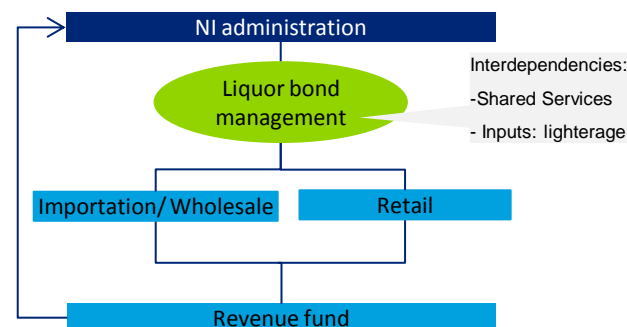 NI administration
Liquor bond
management
Interdependencies:
-Shared Services
- Inputs: lighterage
Importation/ Wholesale
Retail
Revenue fund